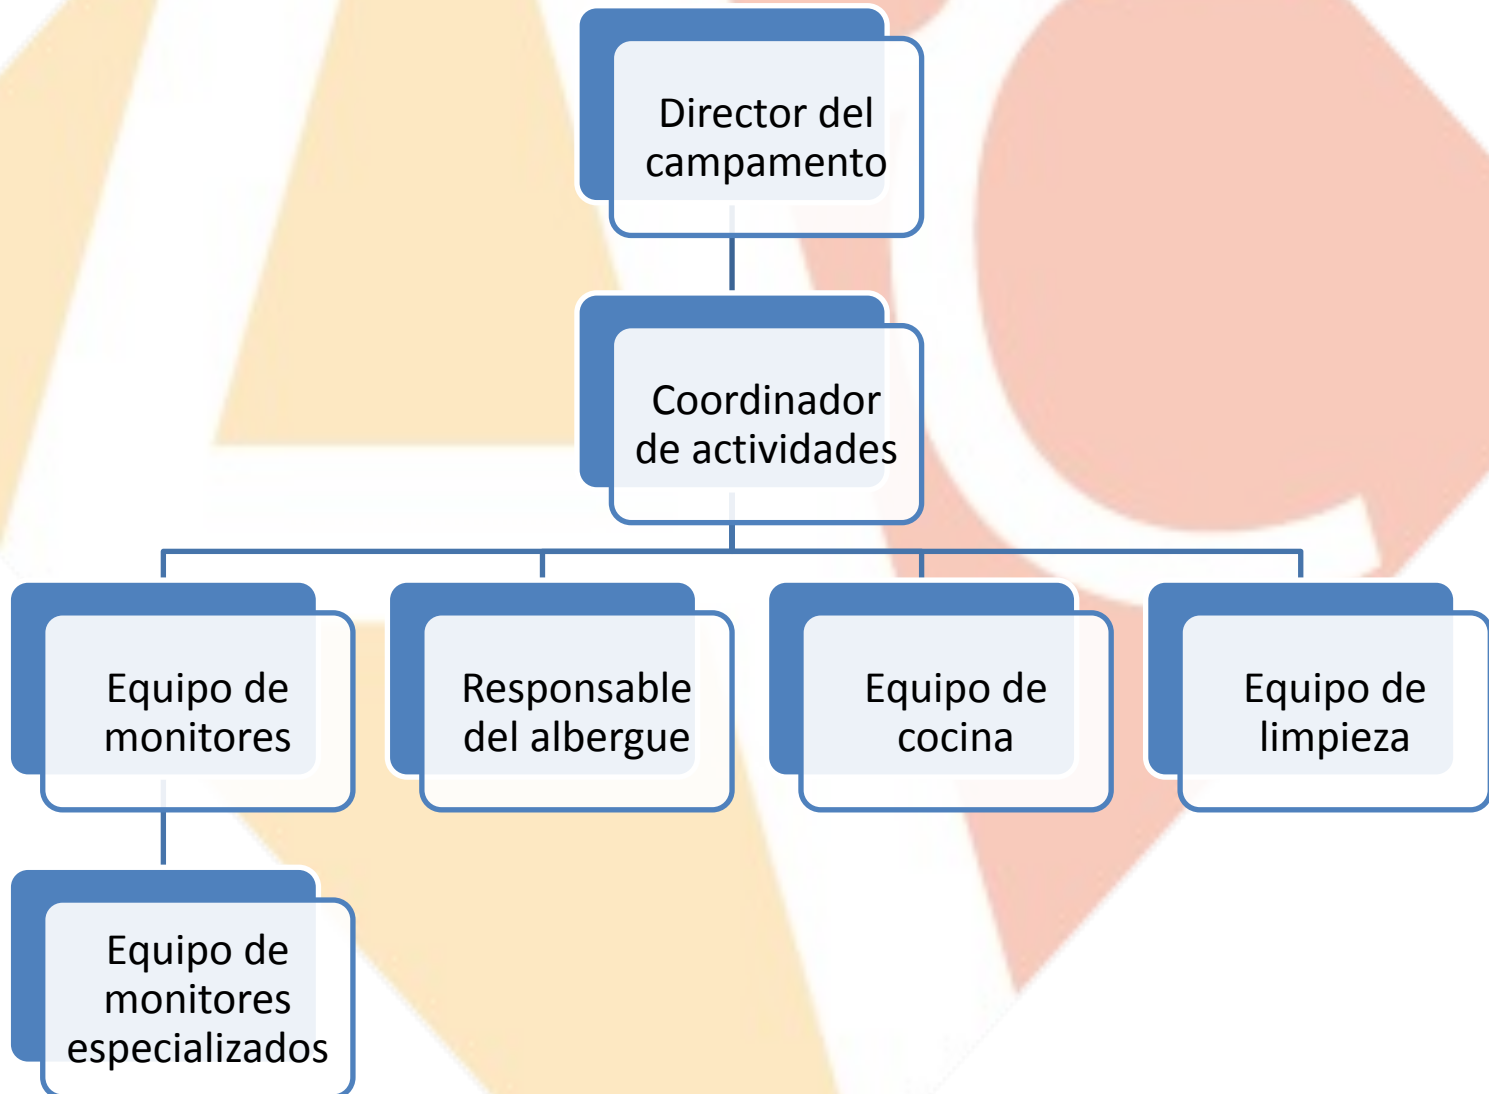 Director del
campamento
Coordinador
de actividades
Equipo de
monitores
Responsable
del albergue
Equipo de
cocina
Equipo de
limpieza
Equipo de
monitores
especializados